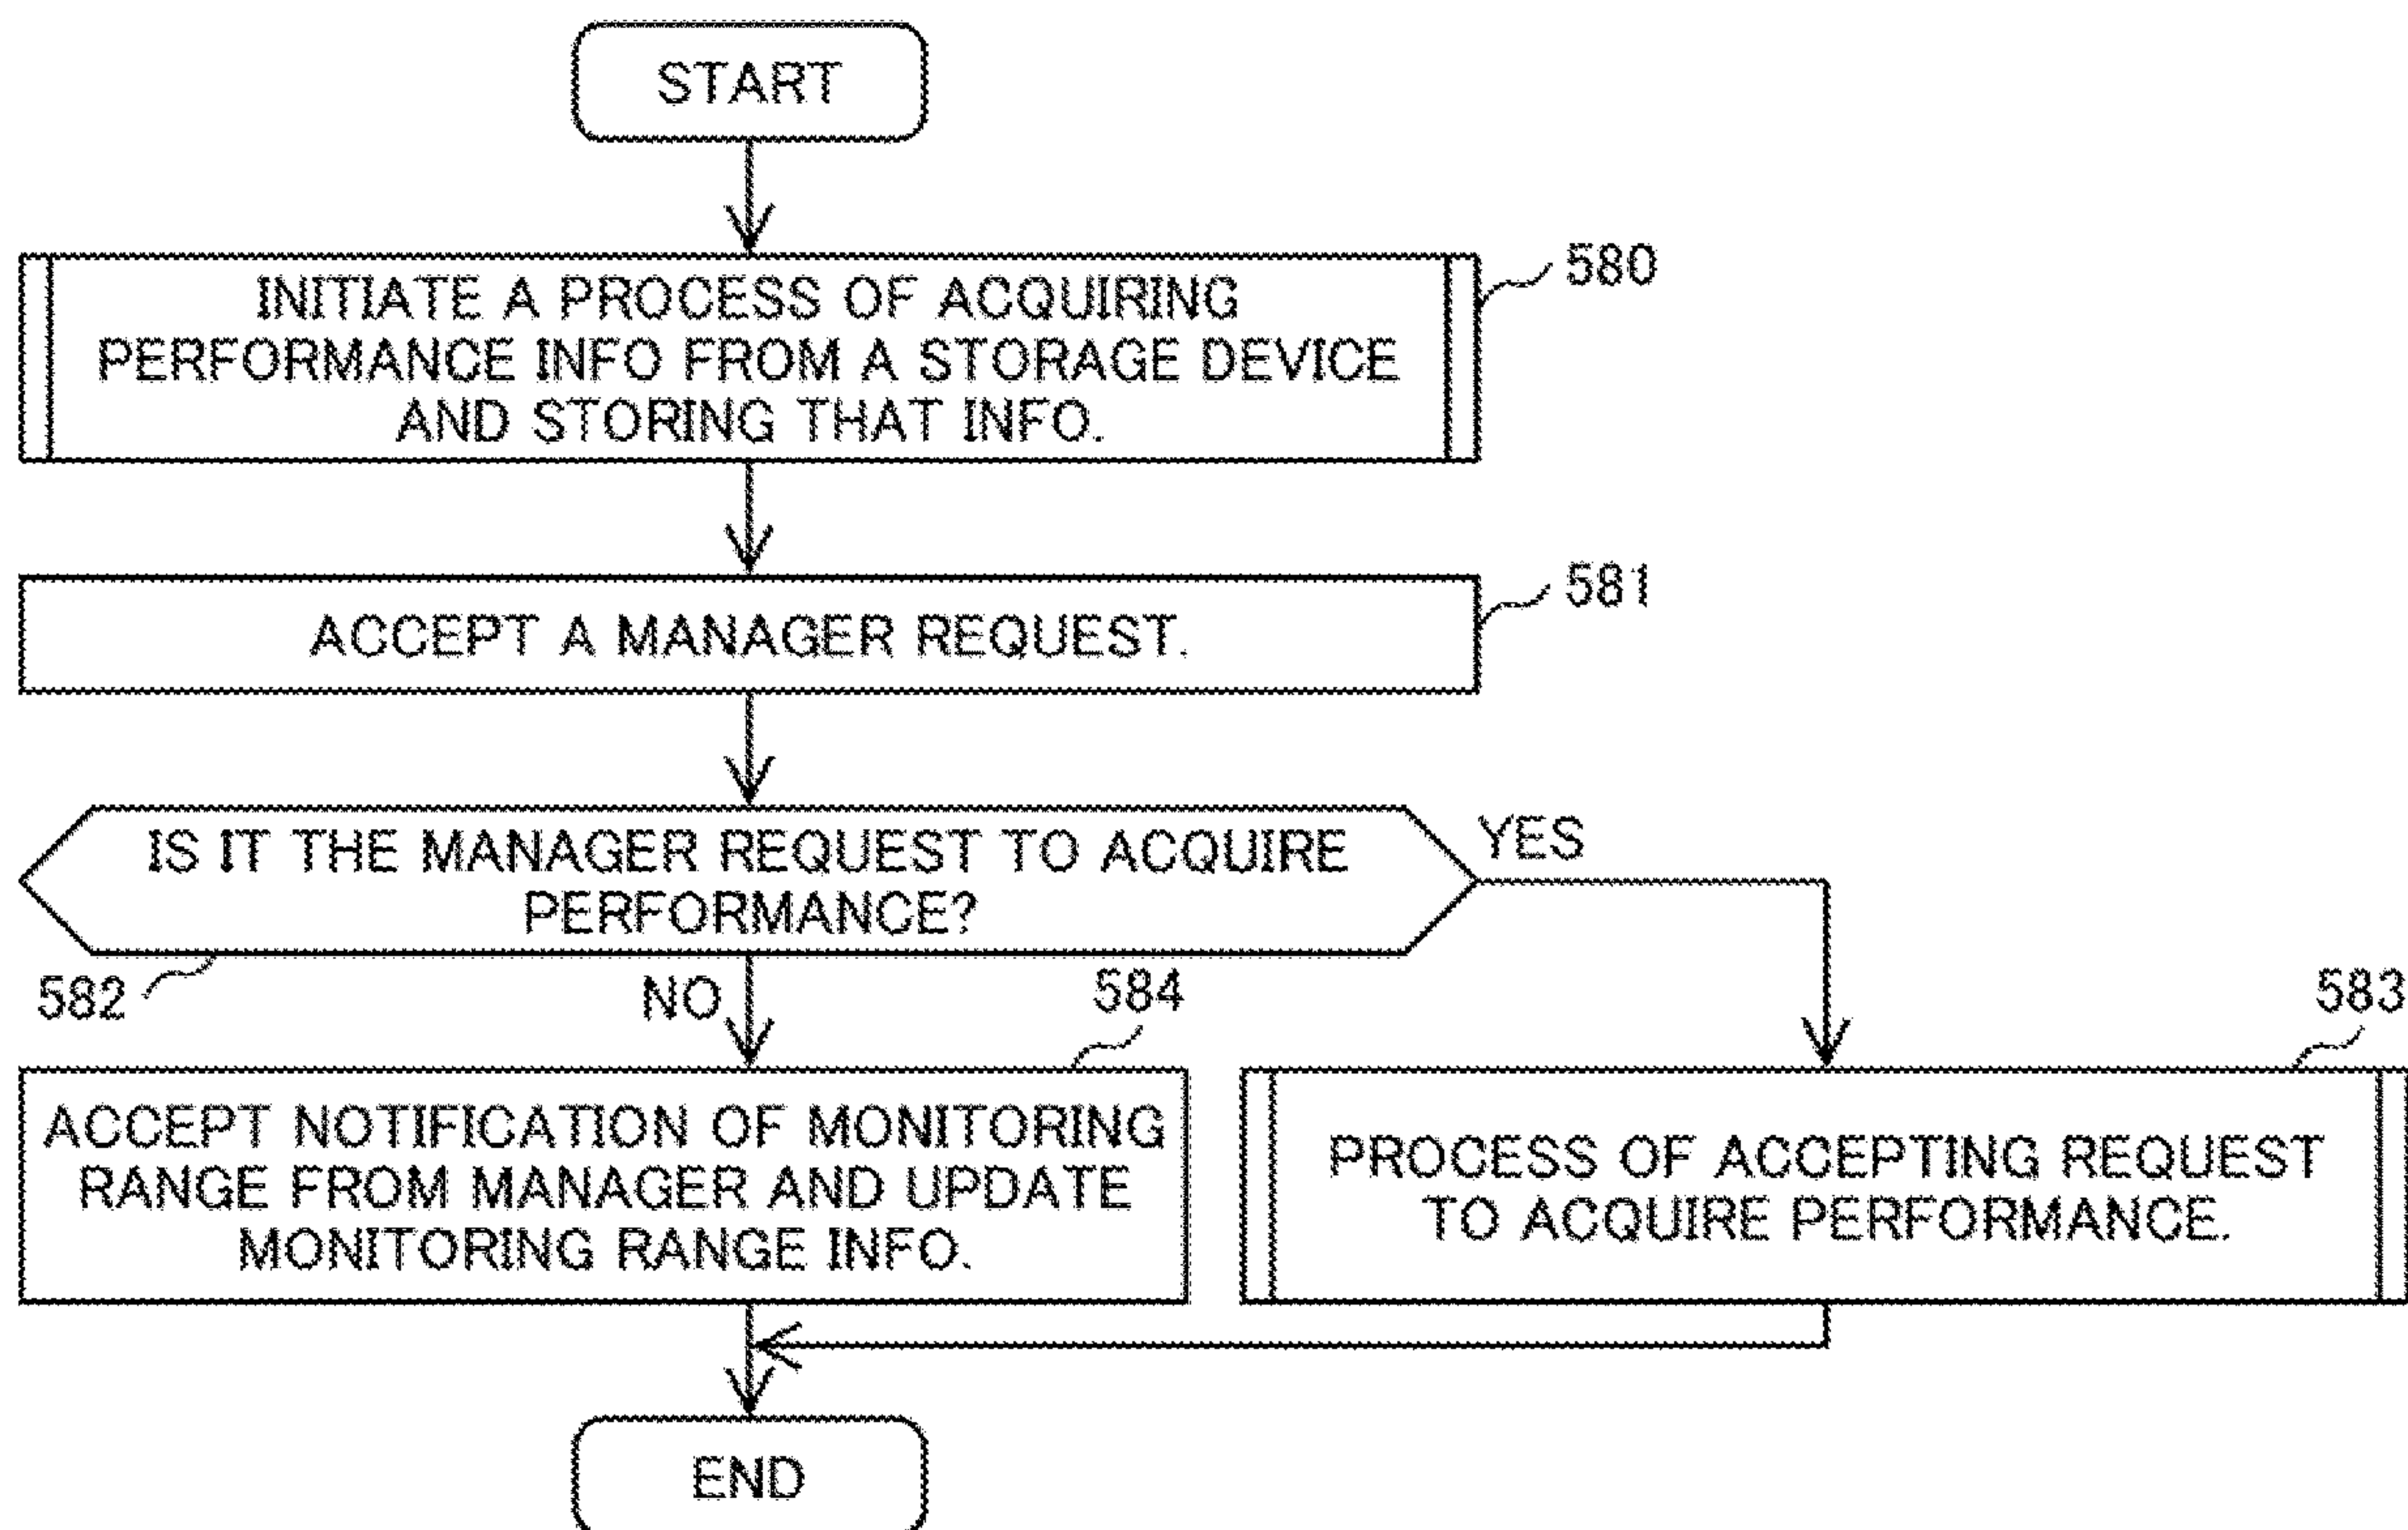 START
INITIATE A PROCESS OF ACQUIRING
PERFORMANCE INFO FROM A STORAGE DEVICE
AND STORING THAT INFO.
580
ACCEPT A MANAGER REQUEST.
581
IS IT THE MANAGER REQUEST TO ACQUIRE
PERFORMANCE?
YES
582
NO
584
583
ACCEPT NOTIFICATION OF MONITORING
RANGE FROM MANAGER AND UPDATE
MONITORING RANGE INFO.
PROCESS OF ACCEPTING REQUEST
TO ACQUIRE PERFORMANCE.
END